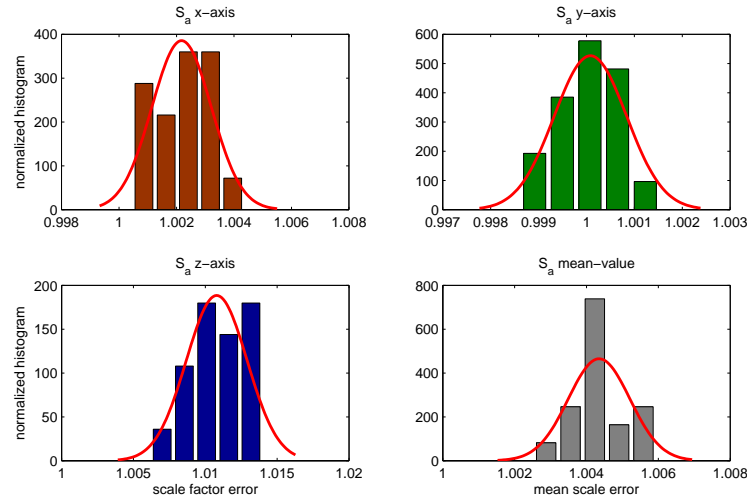 S_a x-axis
normalized histogram
400
300
200
100
0
0.998 1 1.002 1.004 1.006 1.008
S_a y-axis
600
500
400
300
200
100
0
0.997 0.998 0.999 1 1.001 1.002 1.003
S_a z-axis
normalized histogram
200
150
100
50
0
1 1.005 1.01 1.015 1.02
scale factor error
S_a mean-value
800
600
400
200
0
1 1.002 1.004 1.006 1.008
mean scale error